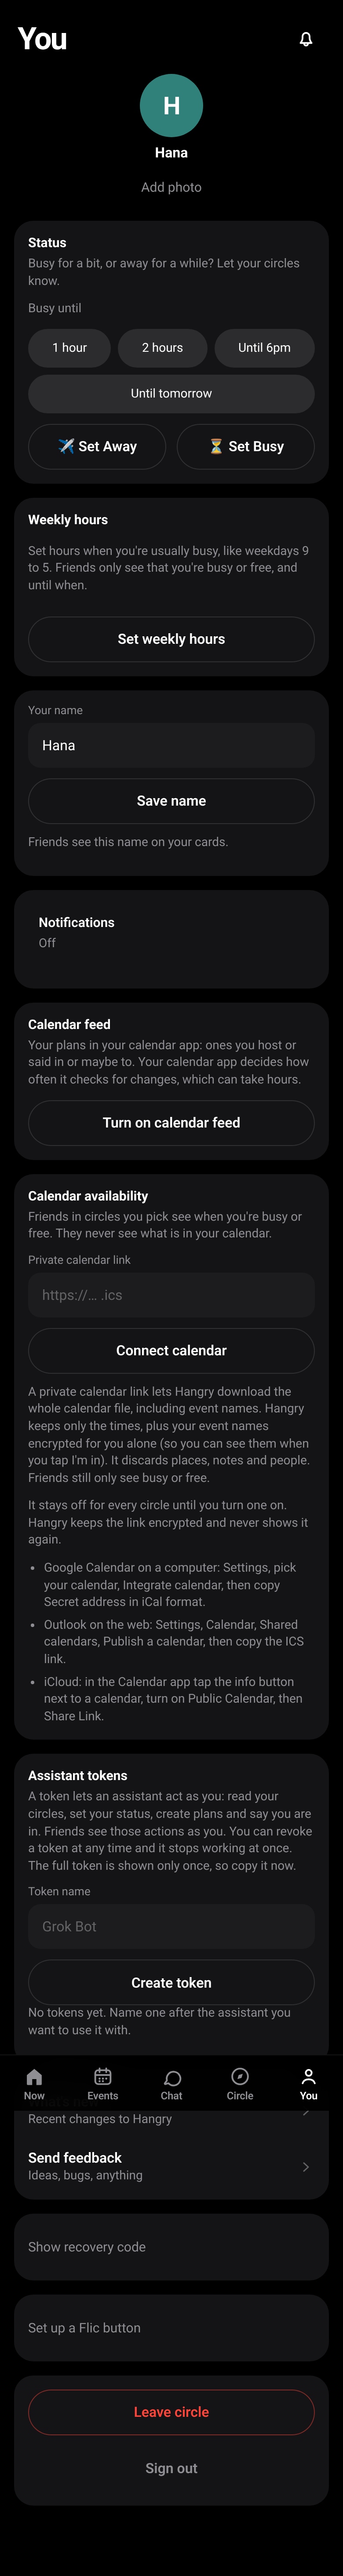 You
H
Hana
Add photo
Status
Busy for a bit, or away for a while? Let your circles
know.
Busy until
1 hour
2 hours
Until 6pm
Until tomorrow
✈️ Set Away
⏳ Set Busy
Weekly hours
Set hours when you're usually busy, like weekdays 9
to 5. Friends only see that you're busy or free, and
until when.
Set weekly hours
Your name
Hana
Save name
Friends see this name on your cards.
Notifications
Off
Calendar feed
Your plans in your calendar app: ones you host or
said in or maybe to. Your calendar app decides how
often it checks for changes, which can take hours.
Turn on calendar feed
Calendar availability
Friends in circles you pick see when you're busy or
free. They never see what is in your calendar.
Private calendar link
https://... .ics
Connect calendar
A private calendar link lets Hangry download the
whole calendar file, including event names. Hangry
keeps only the times, plus your event names
encrypted for you alone (so you can see them when
you tap I'm in). It discards places, notes and people.
Friends still only see busy or free.
It stays off for every circle until you turn one on.
Hangry keeps the link encrypted and never shows it
again.
• Google Calendar on a computer: Settings, pick
your calendar, Integrate calendar, then copy
Secret address in iCal format.
• Outlook on the web: Settings, Calendar, Shared
calendars, Publish a calendar, then copy the ICS
link.
• iCloud: in the Calendar app tap the info button
next to a calendar, turn on Public Calendar, then
Share Link.
Assistant tokens
A token lets an assistant act as you: read your
circles, set your status, create plans and say you are
in. Friends see those actions as you. You can revoke
a token at any time and it stops working at once.
The full token is shown only once, so copy it now.
Token name
Grok Bot
Create token
No tokens yet. Name one after the assistant you
want to use it with.
Now
Events
Chat
Circle
You
Recent changes to Hangry
Send feedback
Ideas, bugs, anything
Show recovery code
Set up a Flic button
Leave circle
Sign out